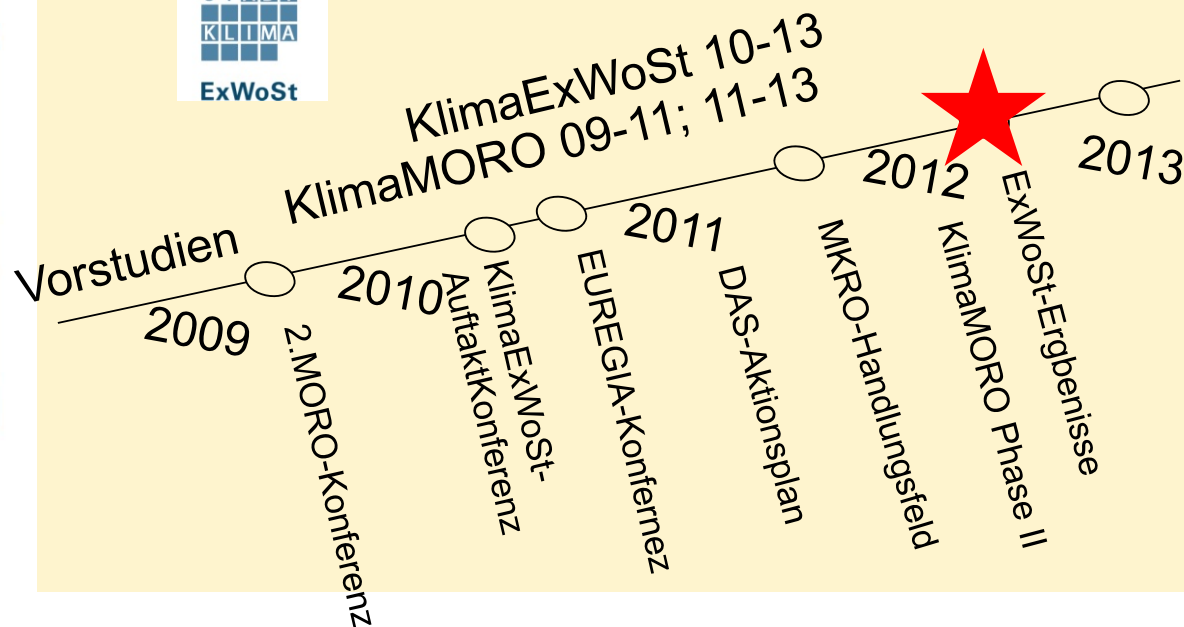 KLIMA
ExWoSt
KlimaExWoSt 10-13
KlimaMORO 09-11; 11-13
Vorstudien
2009
2010
2011
2012
2013
2.MORO-Konferenz
KlimaExWoSt-
AuftaktKonferenz
EUREGIA-Konfernez
DAS-Aktionsplan
MKRO-Handlungsfeld
KlimaMORO Phase II
ExWoSt-Ergbenisse